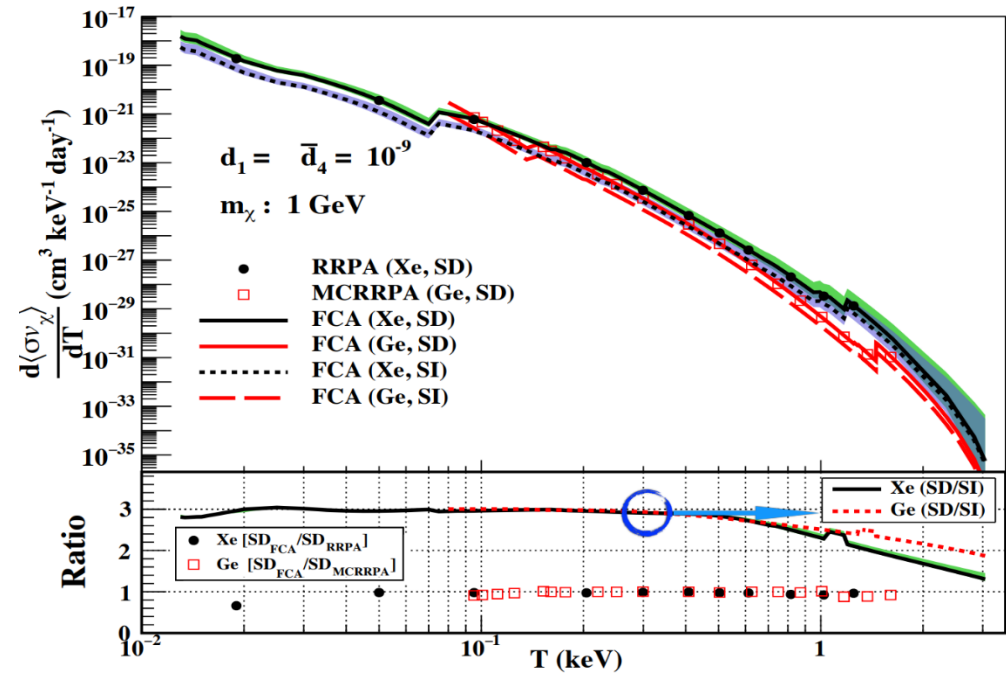 10⁻¹⁷
10⁻¹⁹
10⁻²¹
10⁻²³
10⁻²⁵
10⁻²⁷
10⁻²⁹
10⁻³¹
10⁻³³
10⁻³⁵
d⟨σv_χ⟩/dT (cm³ keV⁻¹ day⁻¹)
d₁ = d̄₄ = 10⁻⁹
m_χ : 1 GeV
RRPA (Xe, SD)
MCRRPA (Ge, SD)
FCA (Xe, SD)
FCA (Ge, SD)
FCA (Xe, SI)
FCA (Ge, SI)
Ratio
3
2
1
0
Xe [SD_FCA/SD_RRPA]
Ge [SD_FCA/SD_MCRRPA]
Xe (SD/SI)
Ge (SD/SI)
10⁻² 10⁻¹ 1
T (keV)